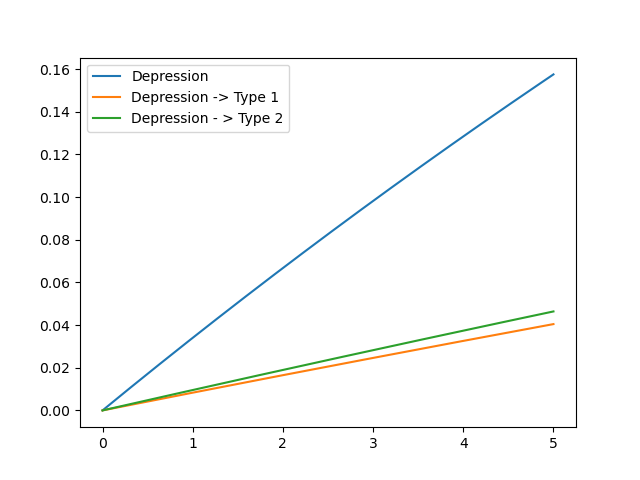 Depression
Depression -> Type 1
Depression - > Type 2
0.16
0.14
0.12
0.10
0.08
0.06
0.04
0.02
0.00
0 1 2 3 4 5